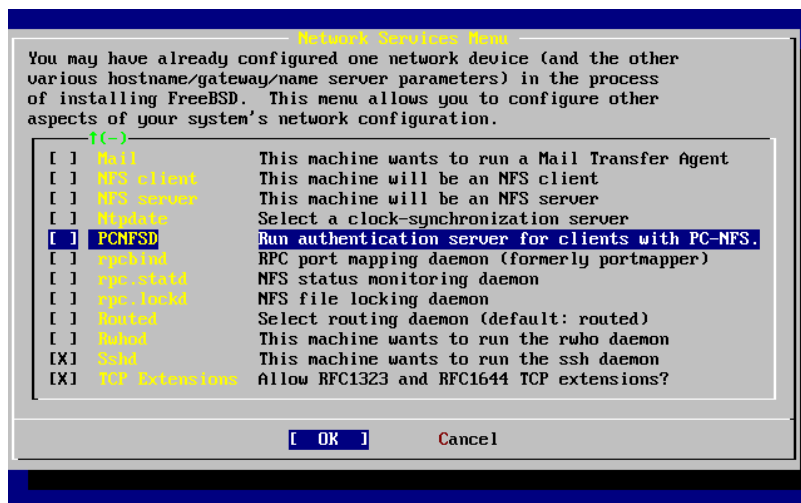 Network Services Menu
You may have already configured one network device (and the other
various hostname/gateway/name server parameters) in the process
of installing FreeBSD.  This menu allows you to configure other
aspects of your system's network configuration.
↑(-)
[ ] Mail This machine wants to run a Mail Transfer Agent
[ ] NFS client This machine will be an NFS client
[ ] NFS server This machine will be an NFS server
[ ] Ntpdate Select a clock-synchronization server
[ ] PCNFSD Run authentication server for clients with PC-NFS.
[ ] rpcbind RPC port mapping daemon (formerly portmapper)
[ ] rpc.statd NFS status monitoring daemon
[ ] rpc.lockd NFS file locking daemon
[ ] Routed Select routing daemon (default: routed)
[ ] Rwhod This machine wants to run the rwho daemon
[X] Sshd This machine wants to run the ssh daemon
[X] TCP Extensions Allow RFC1323 and RFC1644 TCP extensions?
[ OK ] Cancel